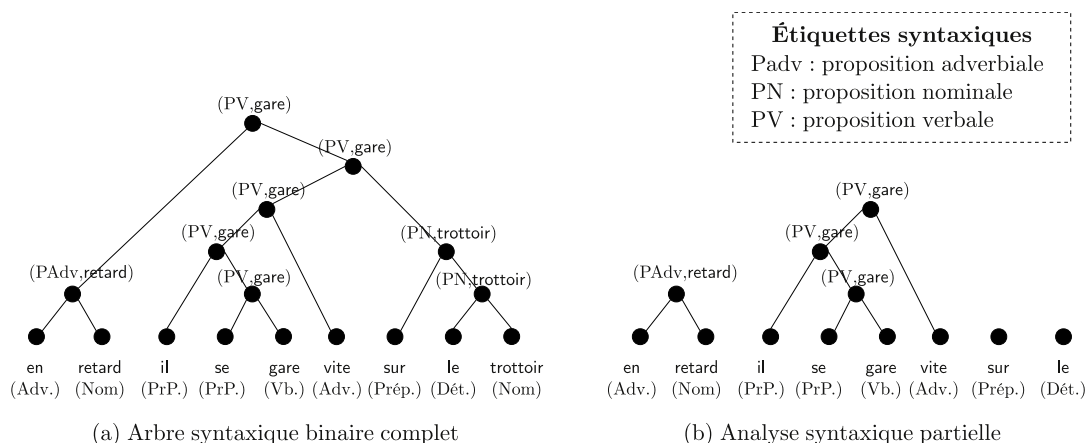 Étiquettes syntaxiques
Padv : proposition adverbiale
PN : proposition nominale
PV : proposition verbale
(PV,gare)
(PV,gare)
(PV,gare)
(PV,gare)
(PN,trottoir)
(PAdv,retard)
(PV,gare)
(PN,trottoir)
en retard il se gare vite sur le trottoir
(Adv.) (Nom) (PrP.) (PrP.) (Vb.) (Adv.) (Prép.) (Dét.) (Nom)
(a) Arbre syntaxique binaire complet
(PV,gare)
(PV,gare)
(PAdv,retard)
(PV,gare)
en retard il se gare vite sur le
(Adv.) (Nom) (PrP.) (PrP.) (Vb.) (Adv.) (Prép.) (Dét.)
(b) Analyse syntaxique partielle